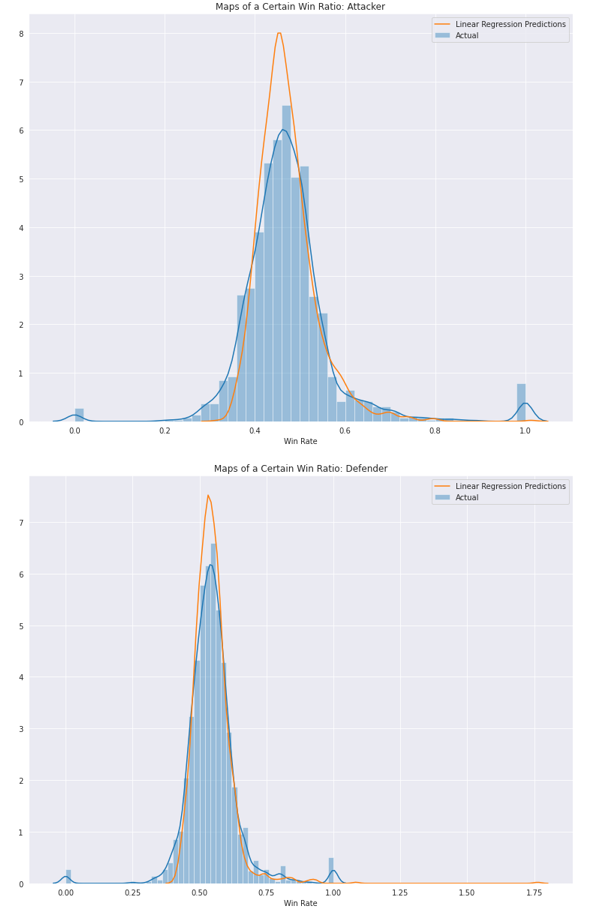 Maps of a Certain Win Ratio: Attacker
Linear Regression Predictions
Actual
8
7
6
5
4
3
2
1
0
0.0 0.2 0.4 0.6 0.8 1.0
Win Rate
Maps of a Certain Win Ratio: Defender
Linear Regression Predictions
Actual
7
6
5
4
3
2
1
0
0.00 0.25 0.50 0.75 1.00 1.25 1.50 1.75
Win Rate